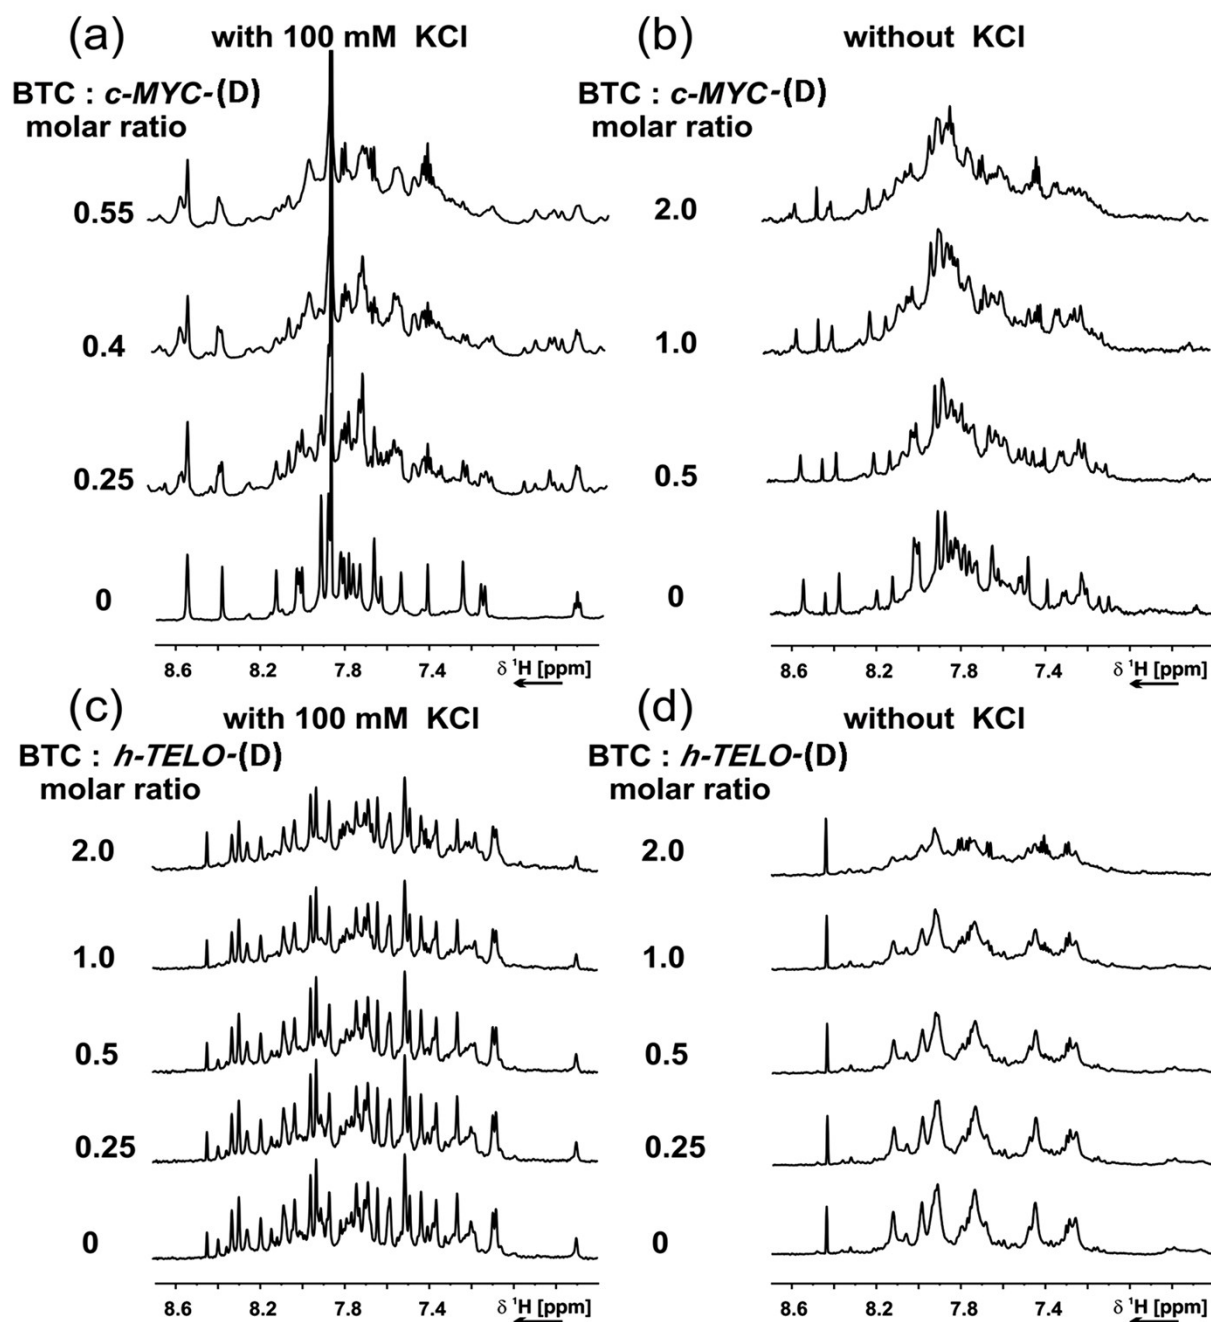 (a) with 100 mM KCl
BTC : c-MYC-(D)
molar ratio
0.55
0.4
0.25
0
8.6 8.2 7.8 7.4 δ ¹H [ppm]
(b) without KCl
BTC : c-MYC-(D)
molar ratio
2.0
1.0
0.5
0
8.6 8.2 7.8 7.4 δ ¹H [ppm]
(c) with 100 mM KCl
BTC : h-TELO-(D)
molar ratio
2.0
1.0
0.5
0.25
0
8.6 8.2 7.8 7.4 δ ¹H [ppm]
(d) without KCl
BTC : h-TELO-(D)
molar ratio
2.0
1.0
0.5
0.25
0
8.6 8.2 7.8 7.4 δ ¹H [ppm]